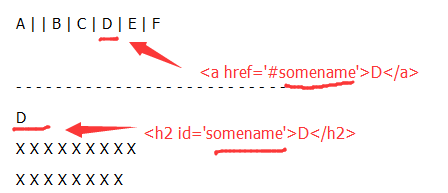 A | | B | C | D | E | F
<a href='#somename'>D</a>
- - - - - - - - - - - - - - - - - - - - - - - - - - - - - - - - - - -
D
<h2 id='somename'>D</h2>
X X X X X X X X X
X X X X X X X X